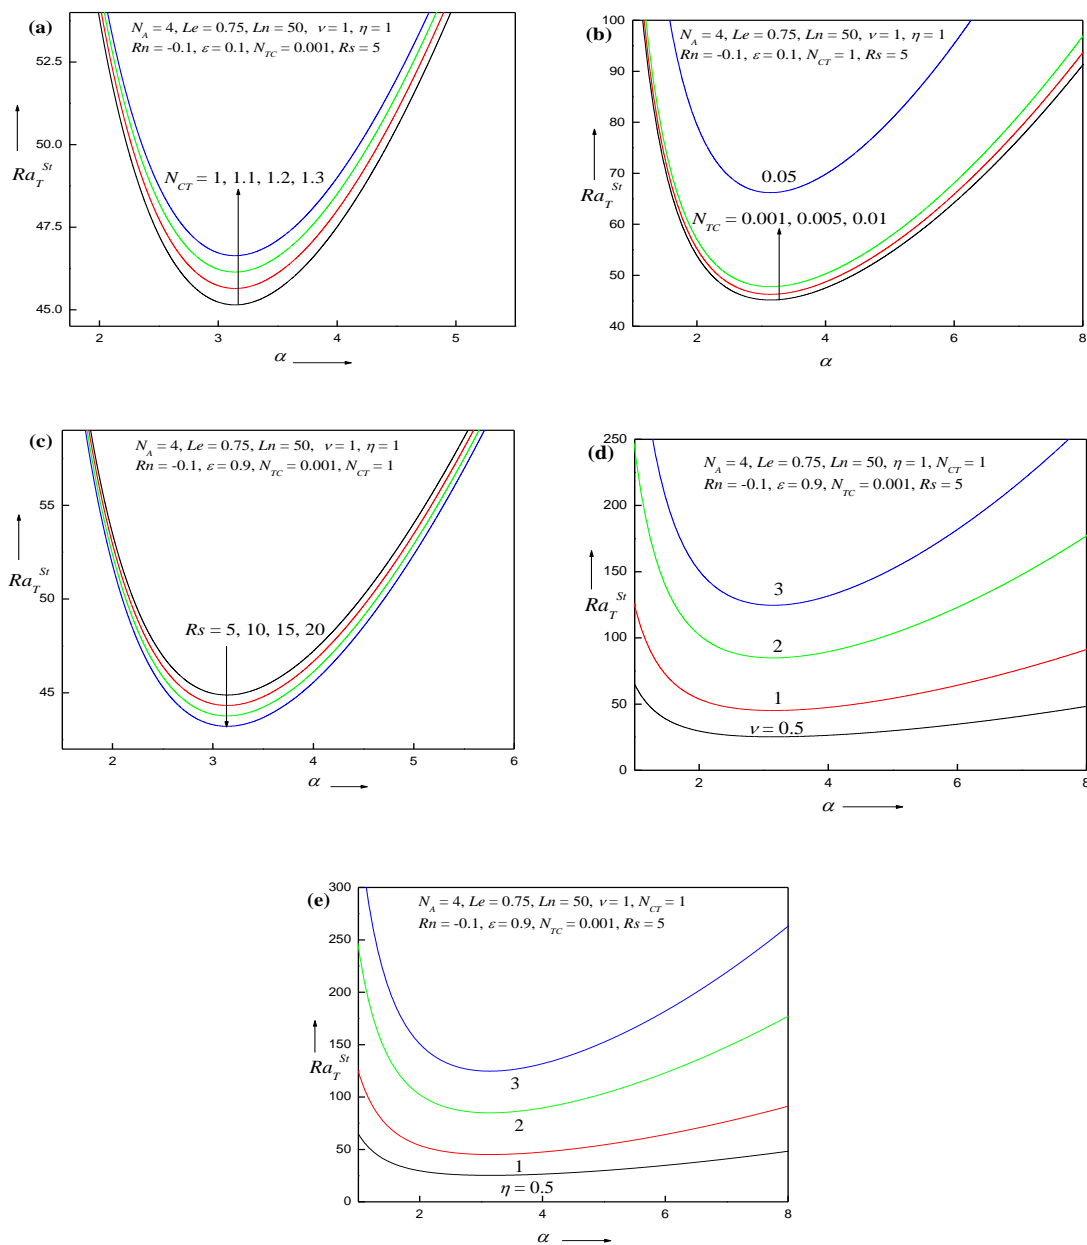 (a)
N_A = 4, Le = 0.75, Ln = 50, ν = 1, η = 1
Rn = -0.1, ε = 0.1, N_TC = 0.001, Rs = 5
52.5
50.0
47.5
45.0
Ra_T^St
N_CT = 1, 1.1, 1.2, 1.3
2 3 4 5
α
(b)
N_A = 4, Le = 0.75, Ln = 50, ν = 1, η = 1
Rn = -0.1, ε = 0.1, N_CT = 1, Rs = 5
100
90
80
70
60
50
40
Ra_T^St
0.05
N_TC = 0.001, 0.005, 0.01
2 4 6 8
α
(c)
N_A = 4, Le = 0.75, Ln = 50, ν = 1, η = 1
Rn = -0.1, ε = 0.9, N_TC = 0.001, N_CT = 1
55
50
45
Ra_T^St
Rs = 5, 10, 15, 20
2 3 4 5 6
α
(d)
N_A = 4, Le = 0.75, Ln = 50, η = 1, N_CT = 1
Rn = -0.1, ε = 0.9, N_TC = 0.001, Rs = 5
250
200
150
100
50
0
Ra_T^St
3
2
1
ν = 0.5
2 4 6 8
α
(e)
N_A = 4, Le = 0.75, Ln = 50, ν = 1, N_CT = 1
Rn = -0.1, ε = 0.9, N_TC = 0.001, Rs = 5
300
250
200
150
100
50
0
Ra_T^St
3
2
1
η = 0.5
2 4 6 8
α